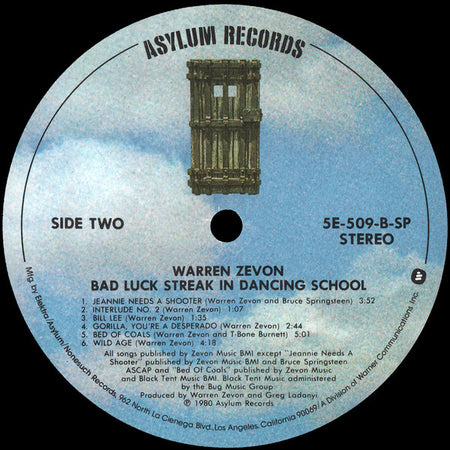 ASYLUM RECORDS
SIDE TWO
5E-509-B-SP
STEREO
WARREN ZEVON
BAD LUCK STREAK IN DANCING SCHOOL
1. JEANNIE NEEDS A SHOOTER (Warren Zevon and Bruce Springsteen) 3:52
2. INTERLUDE NO. 2 (Warren Zevon) 1:07
3. BILL LEE (Warren Zevon) 1:35
4. GORILLA, YOU'RE A DESPERADO (Warren Zevon) 2:44
5. BED OF COALS (Warren Zevon and T-Bone Burnett) 5:01
6. WILD AGE (Warren Zevon) 4:18
All songs published by Zevon Music BMI except "Jeannie Needs A
Shooter" published by Zevon Music BMI and Bruce Springsteen
ASCAP and "Bed Of Coals" published by Zevon Music
BMI and Black Tent Music BMI. Black Tent Music administered
by the Bug Music Group.
Produced by Warren Zevon and Greg Ladanyi
℗ 1980 Asylum Records
Mfg. by Elektra/Asylum/Nonesuch Records, 962 North La Cienega Blvd., Los Angeles, California 90069/A Division of Warner Communications Inc.